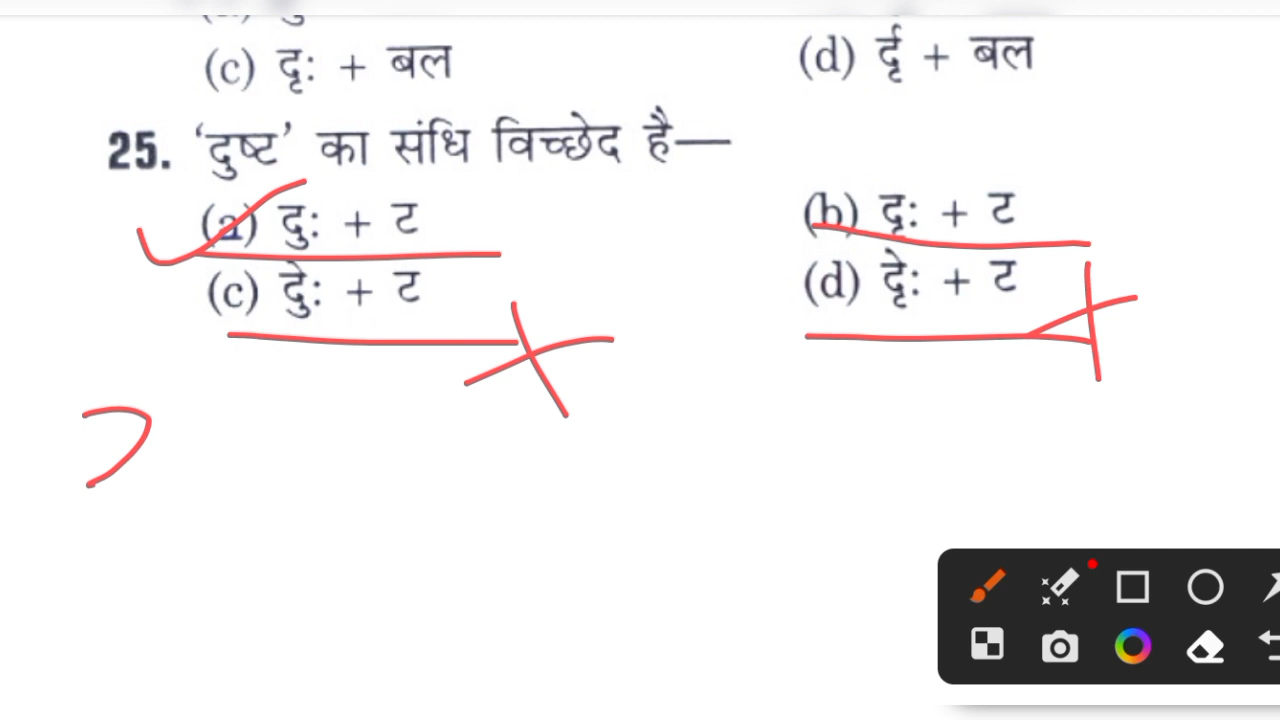 (c) दृः + बल
(d) दृं + बल
25. ‘दुष्ट’ का संधि विच्छेद है—
(a) दुः + ट
(b) दृः + ट
(c) दुेः + ट
(d) दृेः + ट